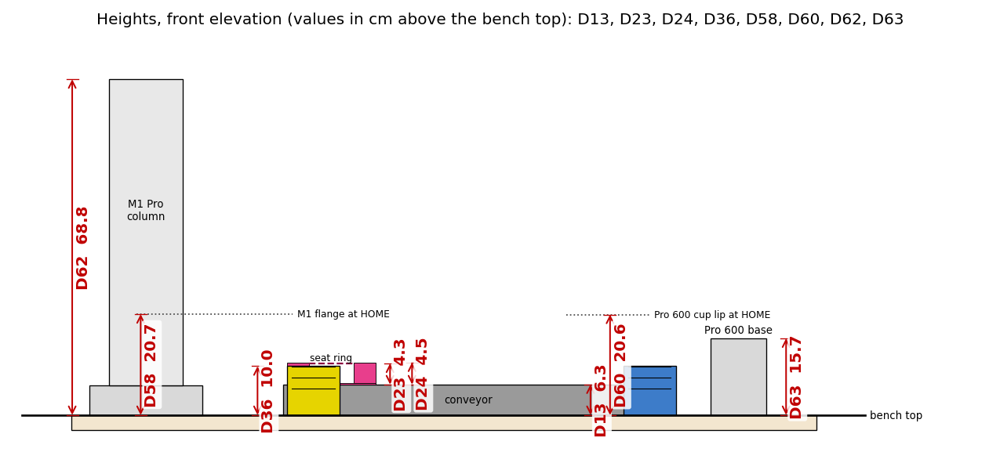 Heights, front elevation (values in cm above the bench top): D13, D23, D24, D36, D58, D60, D62, D63
M1 Pro
column
D62 68.8
M1 flange at HOME
D58 20.7
D36 10.0
seat ring
D23 4.3
D24 4.5
conveyor
D13 6.3
D60 20.6
Pro 600 cup lip at HOME
Pro 600 base
D63 15.7
bench top